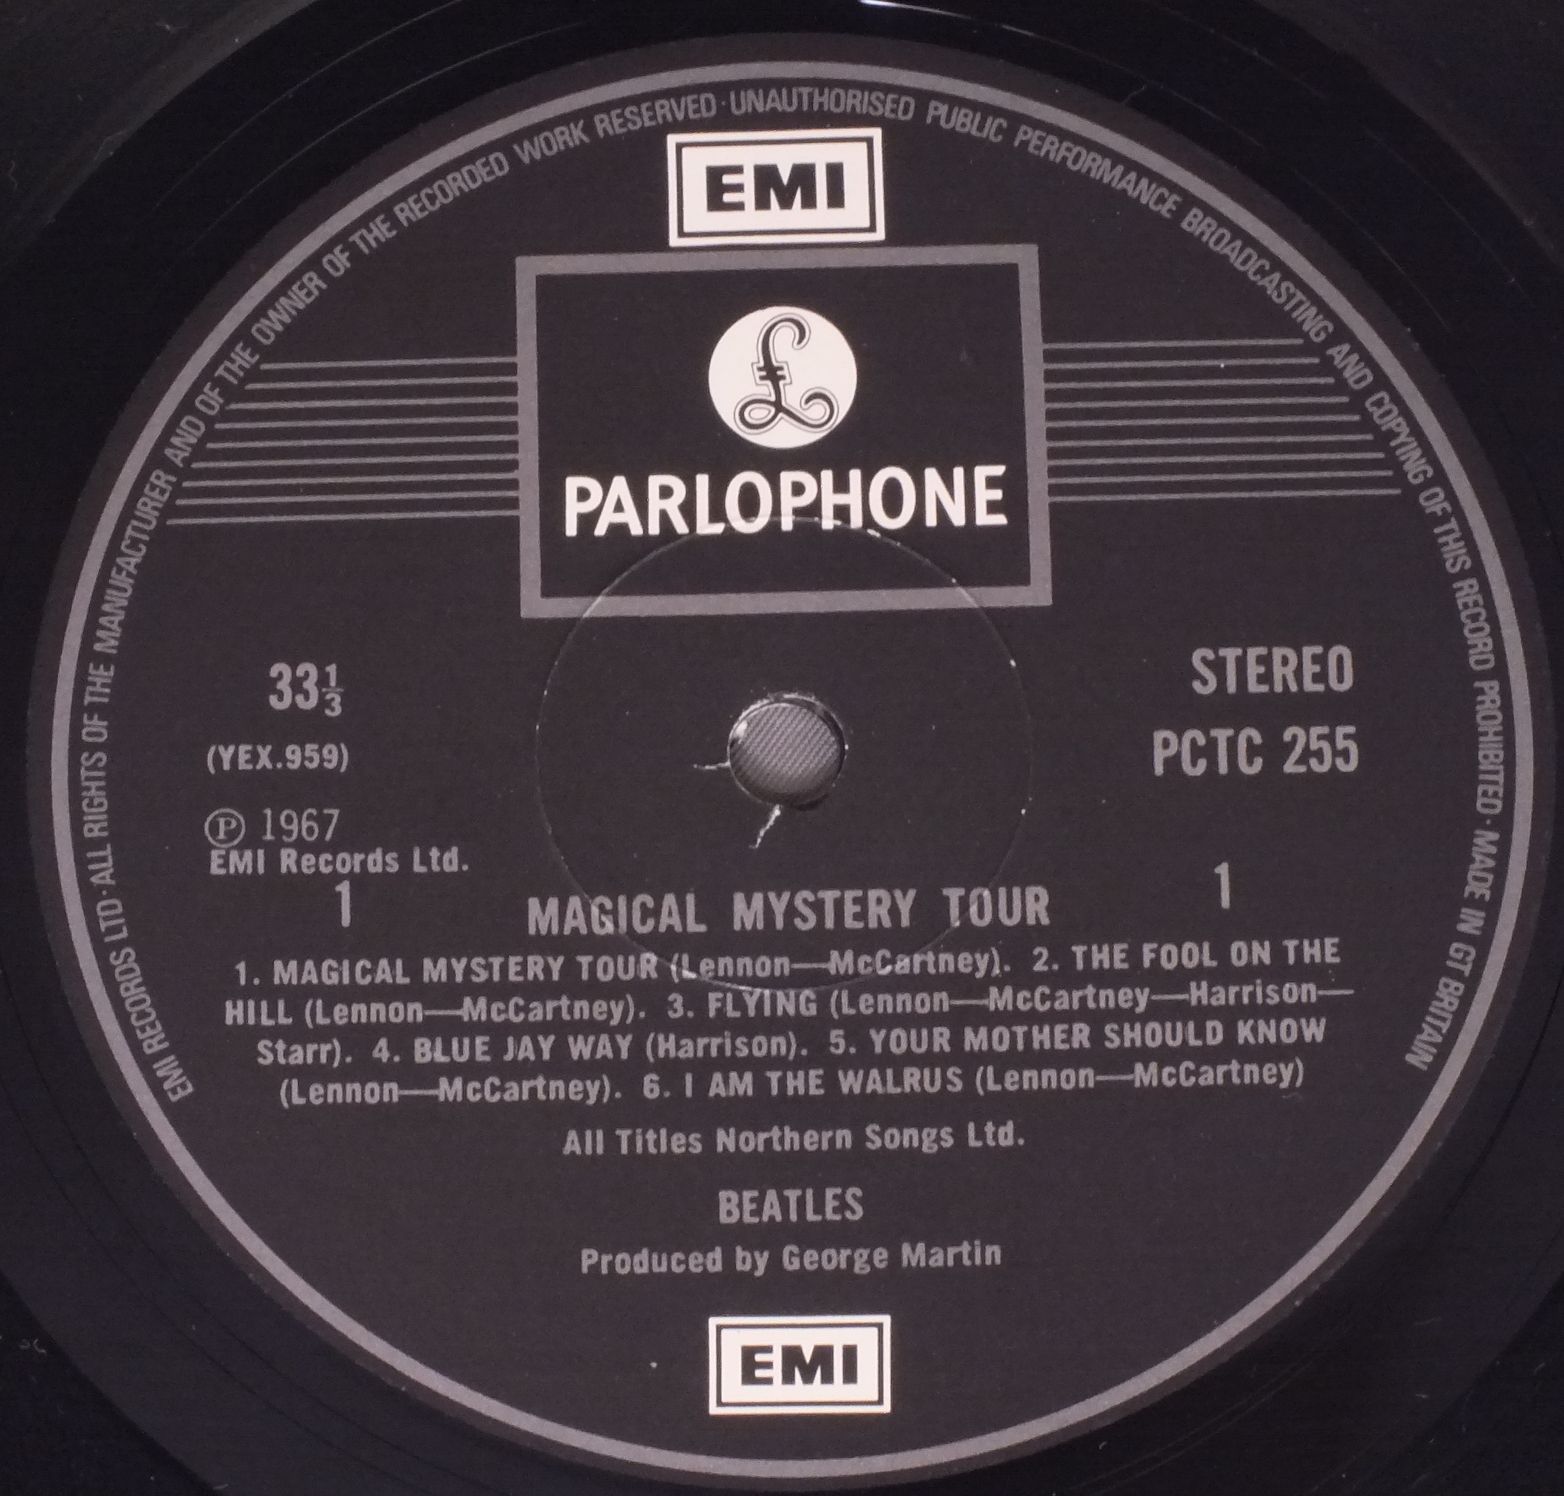 EMI RECORDS LTD·ALL RIGHTS OF THE MANUFACTURER AND OF THE OWNER OF THE RECORDED WORK RESERVED·UNAUTHORISED PUBLIC PERFORMANCE BROADCASTING AND COPYING OF THIS RECORD PROHIBITED·MADE IN GT BRITAIN
EMI
£
PARLOPHONE
33⅓
STEREO
(YEX.959)
PCTC 255
Ⓟ 1967
EMI Records Ltd.
1 MAGICAL MYSTERY TOUR 1
1. MAGICAL MYSTERY TOUR (Lennon—McCartney). 2. THE FOOL ON THE
HILL (Lennon—McCartney). 3. FLYING (Lennon—McCartney—Harrison—
Starr). 4. BLUE JAY WAY (Harrison). 5. YOUR MOTHER SHOULD KNOW
(Lennon—McCartney). 6. I AM THE WALRUS (Lennon—McCartney)
All Titles Northern Songs Ltd.
BEATLES
Produced by George Martin
EMI